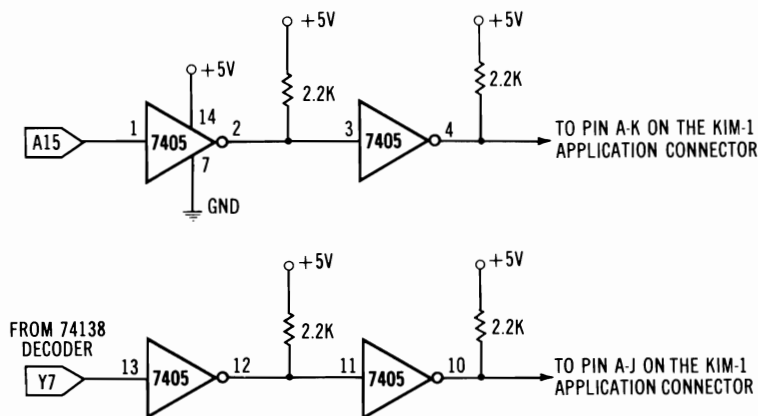 +5V
+5V
+5V
2.2K
2.2K
14
A15
1
7405
2
3
7405
4
TO PIN A-K ON THE KIM-1
APPLICATION CONNECTOR
7
GND
+5V
+5V
2.2K
2.2K
FROM 74138
DECODER
Y7
13
7405
12
11
7405
10
TO PIN A-J ON THE KIM-1
APPLICATION CONNECTOR